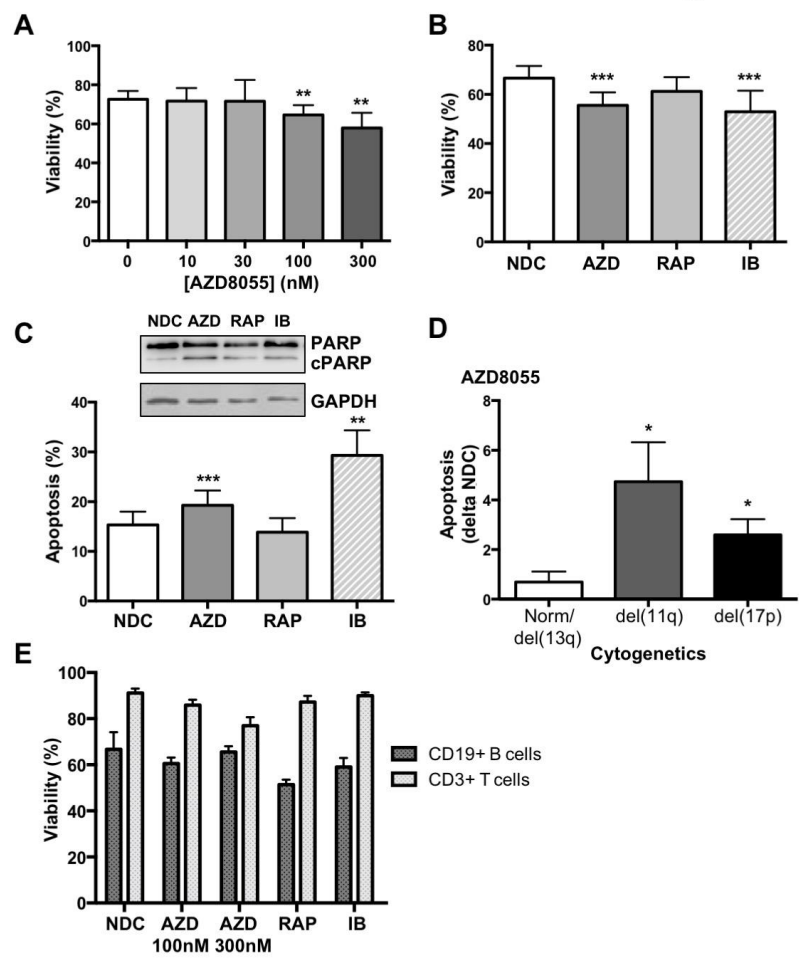 A
Viability (%)
100
80
60
40
20
0
** **
0 10 30 100 300
[AZD8055] (nM)
B
Viability (%)
80
60
40
20
0
*** ***
NDC AZD RAP IB
C
NDC AZD RAP IB
PARP
cPARP
GAPDH
Apoptosis (%)
40
30
20
10
0
*** **
NDC AZD RAP IB
D
AZD8055
Apoptosis
(delta NDC)
8
6
4
2
0
* *
Norm/ del(11q) del(17p)
del(13q)
Cytogenetics
E
Viability (%)
100
80
60
40
20
0
NDC AZD AZD RAP IB
100nM 300nM
CD19+ B cells
CD3+ T cells